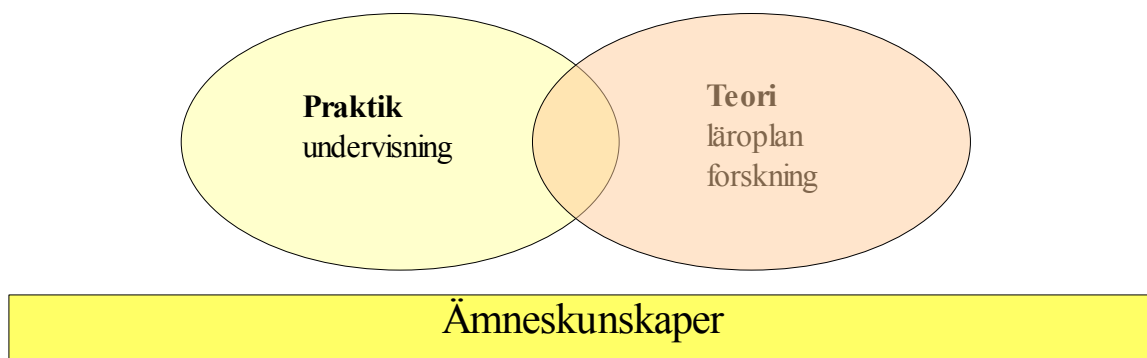 Praktik
undervisning
Teori
läroplan
forskning
Ämneskunskaper